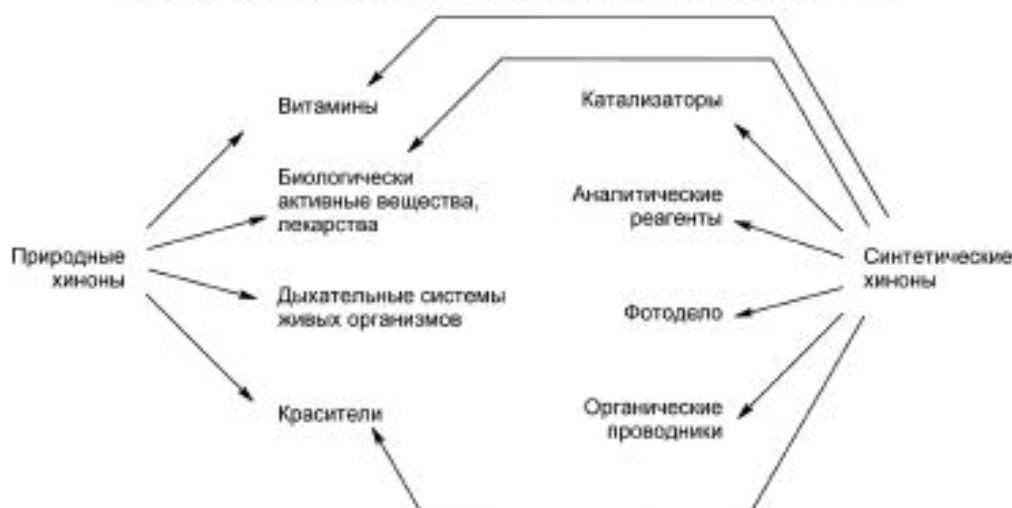 Витамины
Катализаторы
Биологически
активные вещества,
лекарства
Аналитические
реагенты
Природные
хиноны
Синтетические
хиноны
Дыхательные системы
живых организмов
Фотодело
Красители
Органические
проводники